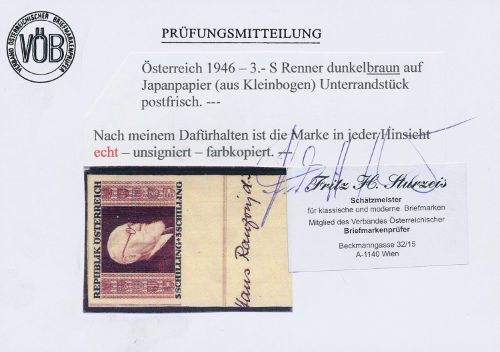 VERBAND ÖSTERREICHISCHER BRIEFMARKENPRÜFER
VÖB
PRÜFUNGSMITTEILUNG
Österreich 1946 – 3.- S Renner dunkelbraun auf
Japanpapier (aus Kleinbogen) Unterrandstück
postfrisch. ---
Nach meinem Dafürhalten ist die Marke in jeder Hinsicht
echt – unsigniert – farbkopiert. ---
Fritz H. Sturzeis
Schätzmeister
für klassische und moderne Briefmarken
Mitglied des Verbandes Österreichischer
Briefmarkenprüfer
Beckmanngasse 32/15
A-1140 Wien
REPUBLIK ÖSTERREICH
3 SCHILLING+3 SCHILLING
Hans Ranzoni d.